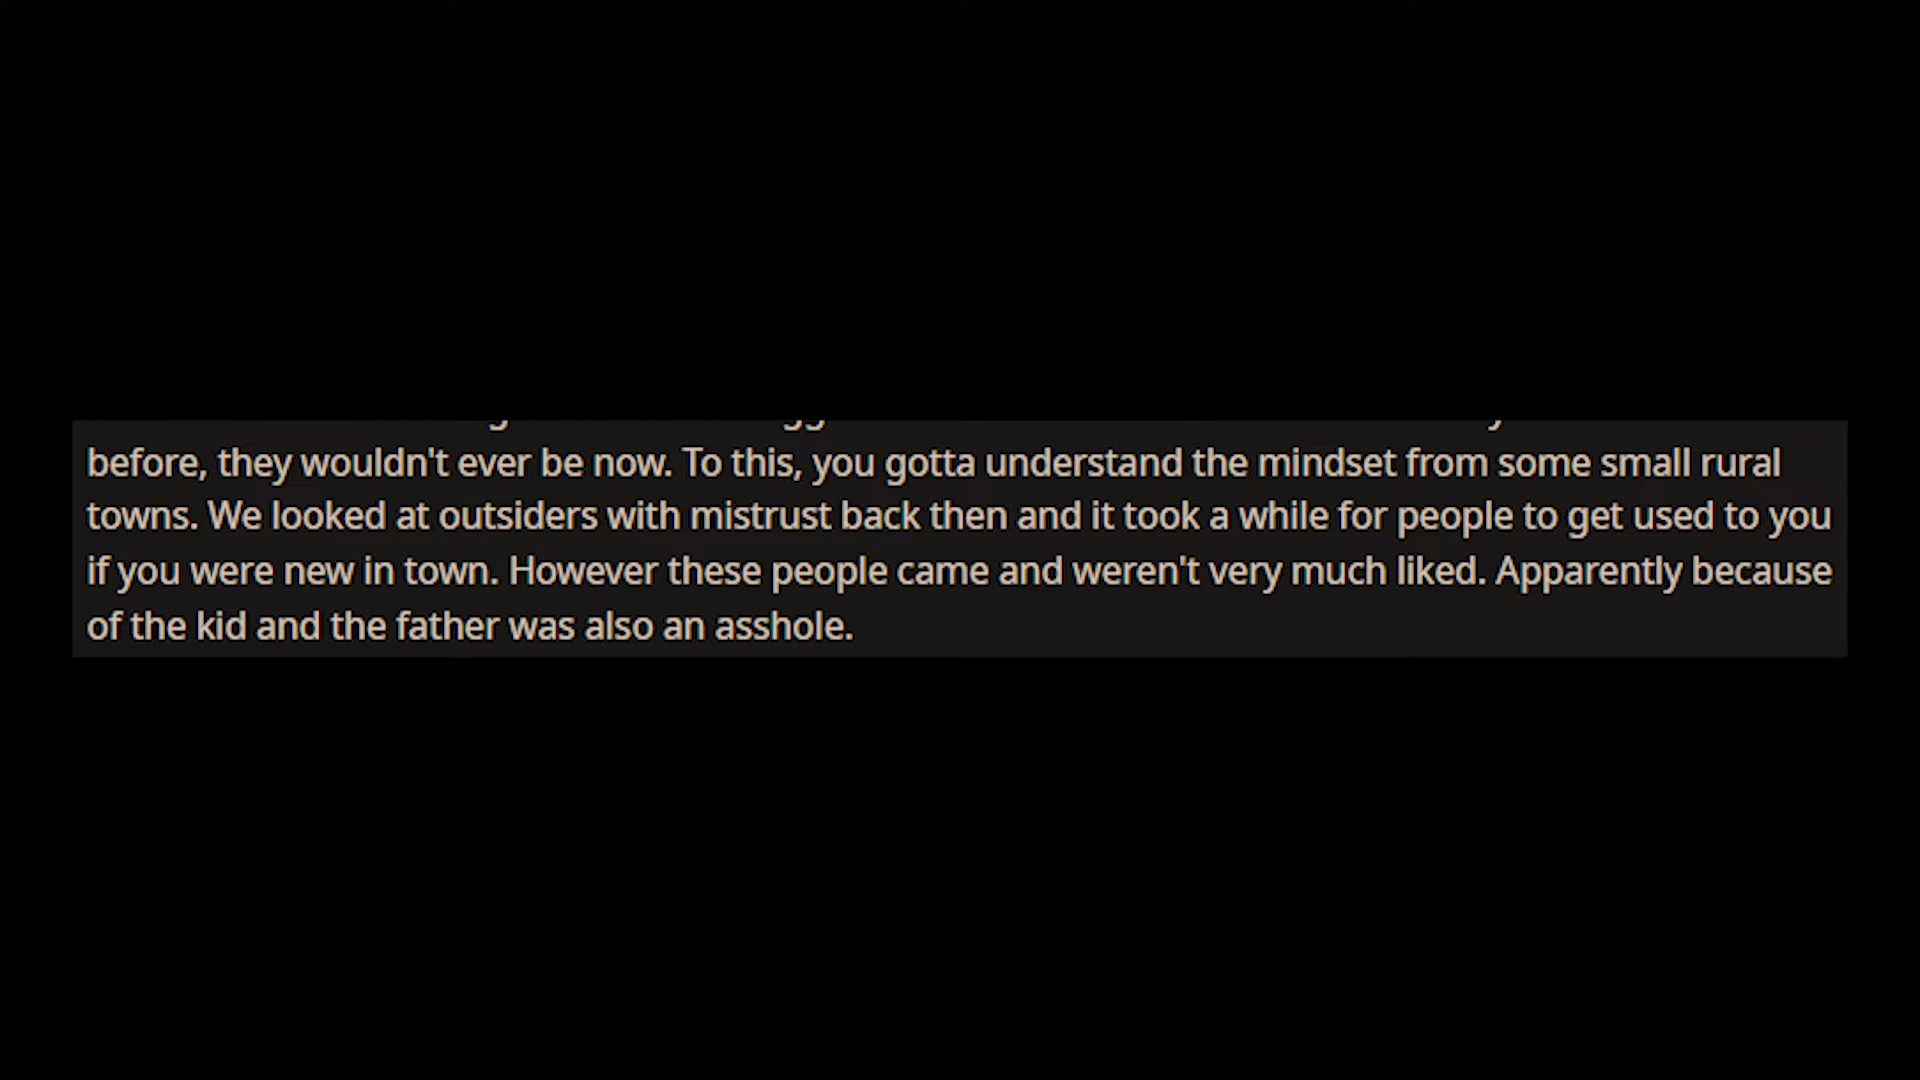 before, they wouldn't ever be now. To this, you gotta understand the mindset from some small rural
towns. We looked at outsiders with mistrust back then and it took a while for people to get used to you
if you were new in town. However these people came and weren't very much liked. Apparently because
of the kid and the father was also an asshole.